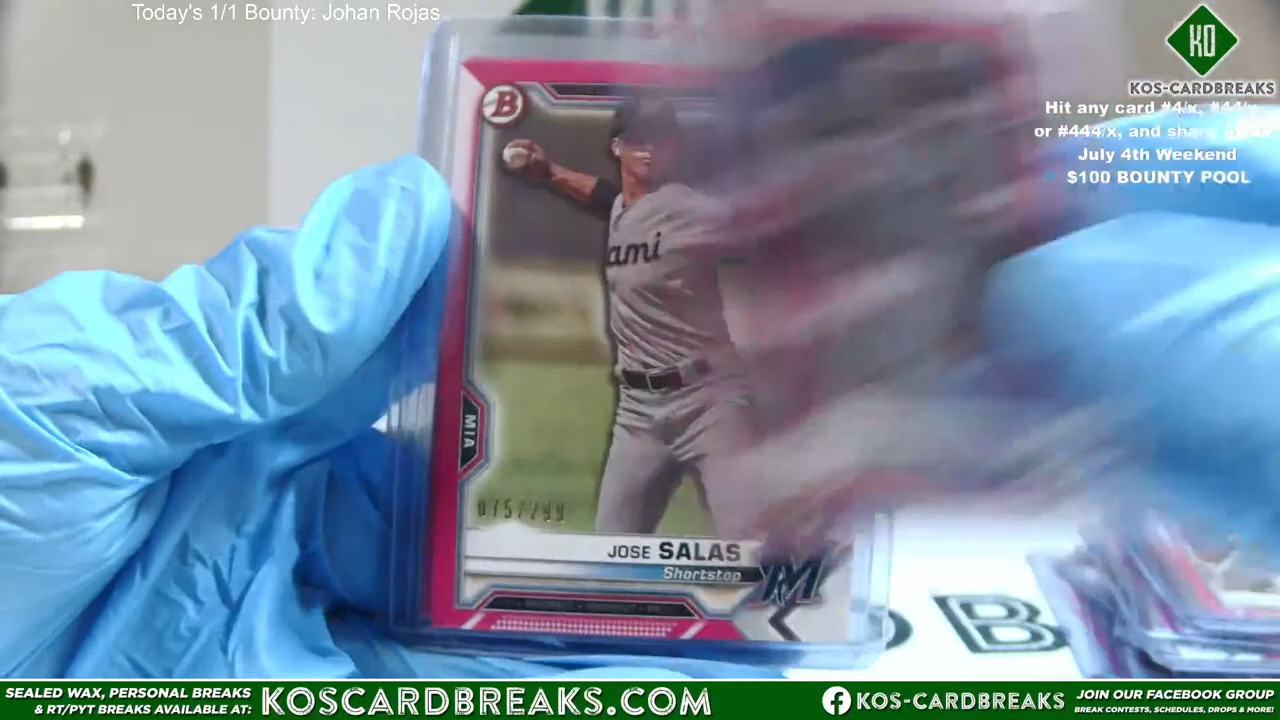 Today's 1/1 Bounty: Johan Rojas
KO
KOS-CARDBREAKS
Hit any card #4/x, #44/x,
or #444/x, and share
July 4th Weekend
$100 BOUNTY POOL
B
ami
MIA
075/299
JOSE SALAS
Shortstop
M
B
SEALED WAX, PERSONAL BREAKS
& RT/PYT BREAKS AVAILABLE AT:
KOSCARDBREAKS.COM
KOS-CARDBREAKS
JOIN OUR FACEBOOK GROUP
BREAK CONTESTS, SCHEDULES, DROPS & MORE!